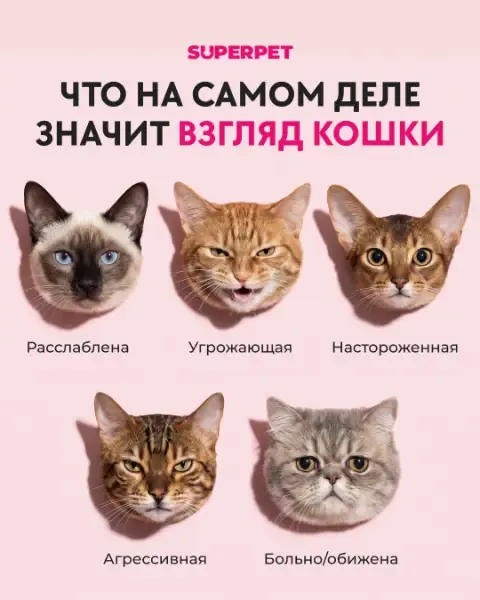 SUPERPET
ЧТО НА САМОМ ДЕЛЕ
ЗНАЧИТ ВЗГЛЯД КОШКИ
Расслаблена
Угрожающая
Настороженная
Агрессивная
Больно/обижена